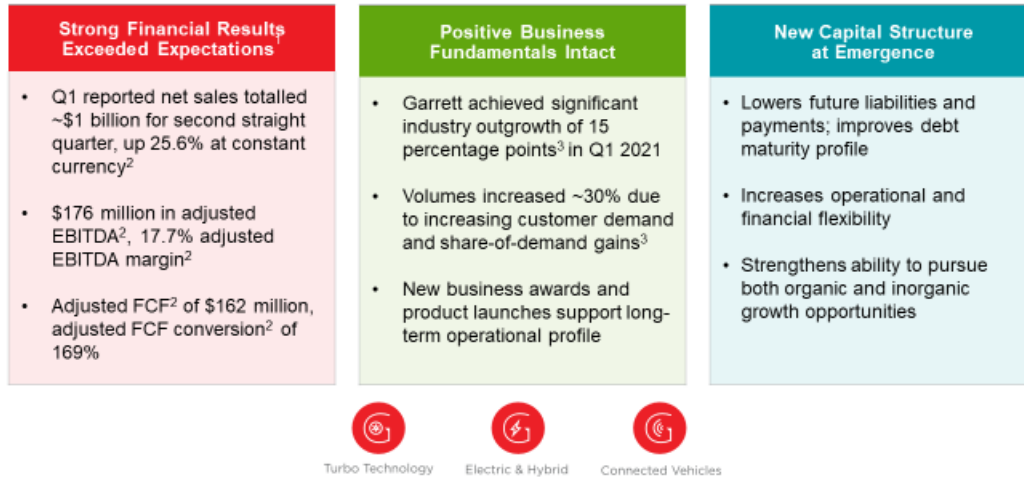 Strong Financial Results
Exceeded Expectations¹
• Q1 reported net sales totalled
~$1 billion for second straight
quarter, up 25.6% at constant
currency²
• $176 million in adjusted
EBITDA², 17.7% adjusted
EBITDA margin²
• Adjusted FCF² of $162 million,
adjusted FCF conversion² of
169%
Positive Business
Fundamentals Intact
• Garrett achieved significant
industry outgrowth of 15
percentage points³ in Q1 2021
• Volumes increased ~30% due
to increasing customer demand
and share-of-demand gains³
• New business awards and
product launches support long-
term operational profile
New Capital Structure
at Emergence
• Lowers future liabilities and
payments; improves debt
maturity profile
• Increases operational and
financial flexibility
• Strengthens ability to pursue
both organic and inorganic
growth opportunities
Turbo Technology
Electric & Hybrid
Connected Vehicles